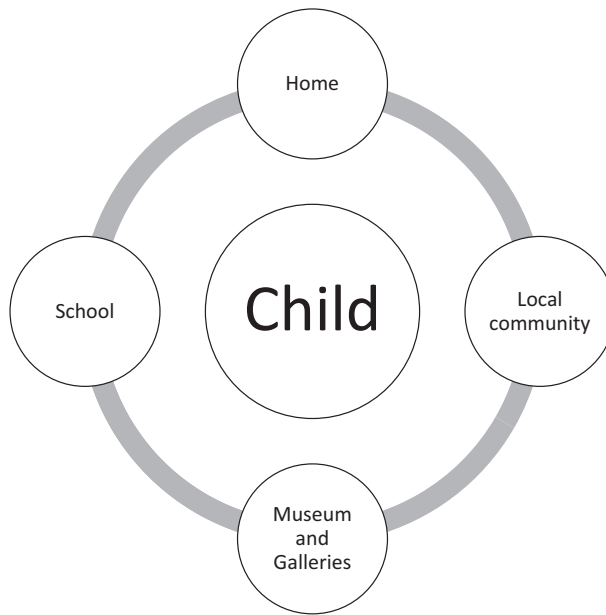 Home
School
Child
Local
community
Museum
and
Galleries